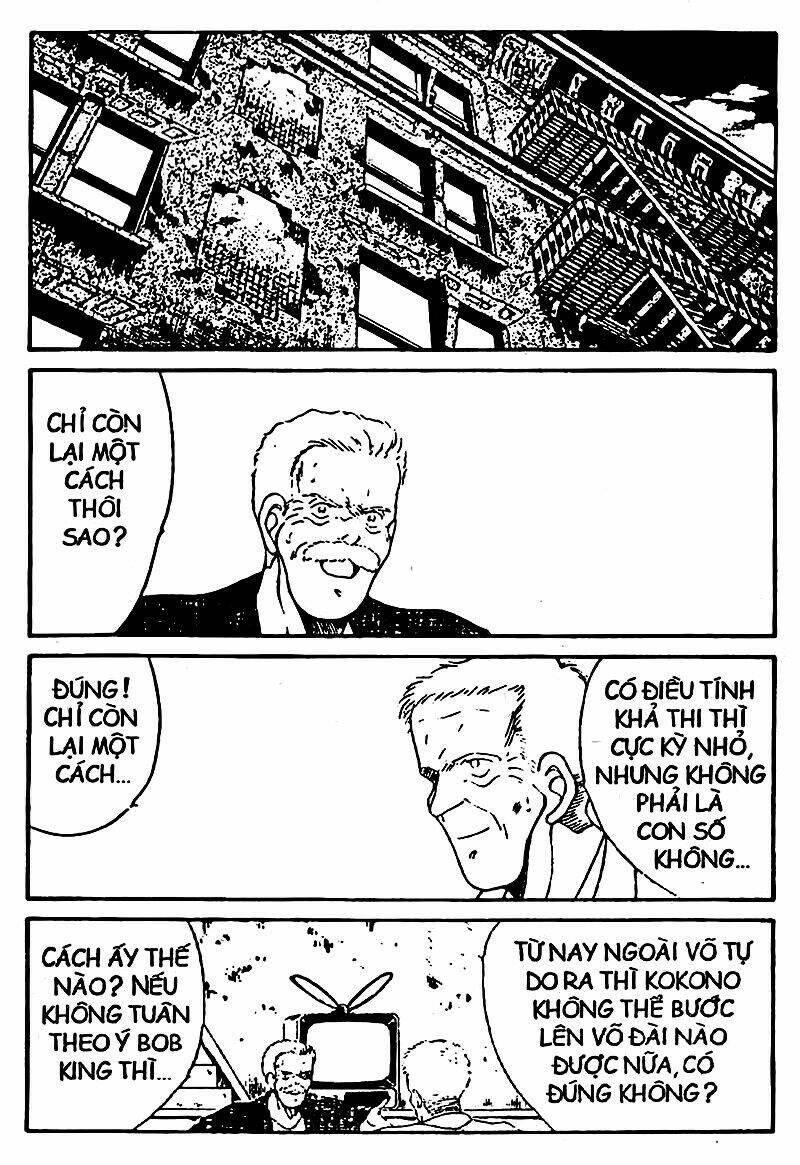 CHỈ CÒN
LẠI MỘT
CÁCH
THÔI
SAO?
ĐÚNG!
CHỈ CÒN
LẠI MỘT
CÁCH...
CÓ ĐIỀU TÍNH
KHẢ THI THÌ
CỰC KỲ NHỎ,
NHƯNG KHÔNG
PHẢI LÀ
CON SỐ
KHÔNG...
CÁCH ẤY THẾ
NÀO? NẾU
KHÔNG TUÂN
THEO Ý BOB
KING THÌ...
TỪ NAY NGOÀI VÕ TỰ
DO RA THÌ KOKONO
KHÔNG THỂ BƯỚC
LÊN VÕ ĐÀI NÀO
ĐƯỢC NỮA, CÓ
ĐÚNG KHÔNG?